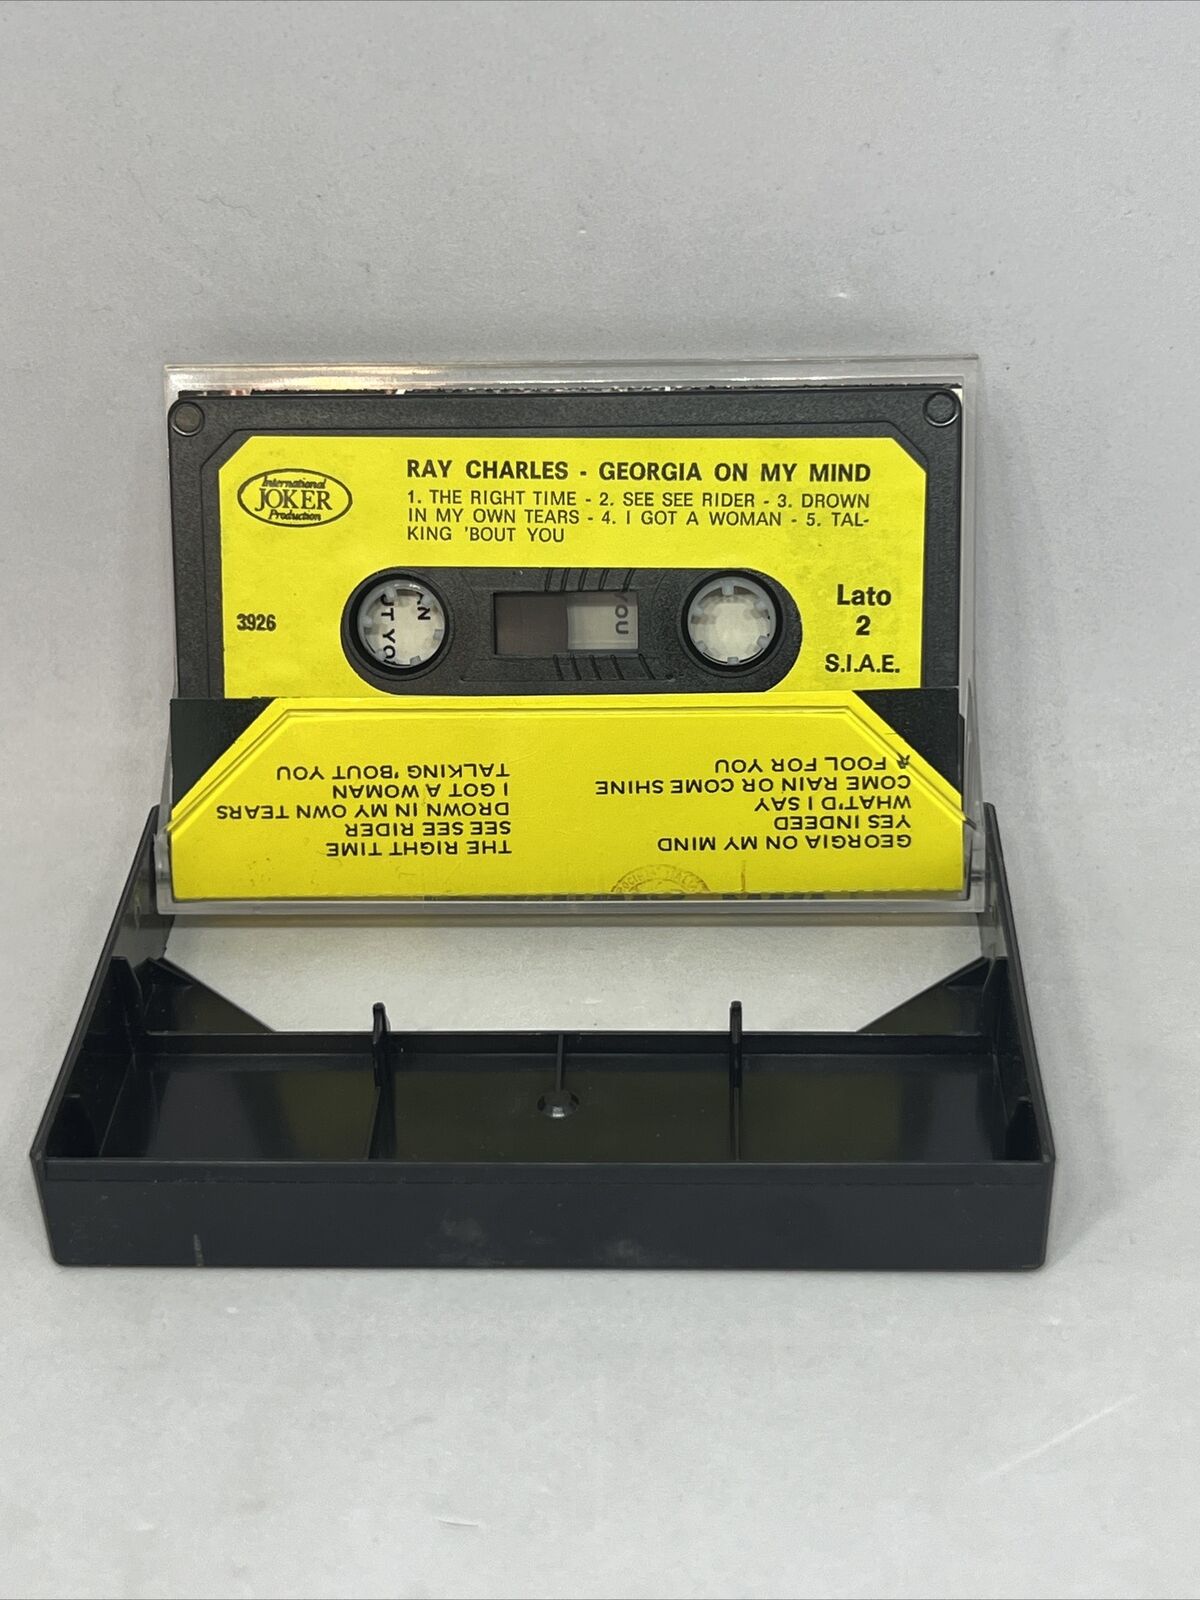 International
JOKER
Production
RAY CHARLES - GEORGIA ON MY MIND
1. THE RIGHT TIME - 2. SEE SEE RIDER - 3. DROWN
IN MY OWN TEARS - 4. I GOT A WOMAN - 5. TAL-
KING 'BOUT YOU
3926
Lato
2
S.I.A.E.
YOU
GEORGIA ON MY MIND
YES INDEED
WHAT'D I SAY
COME RAIN OR COME SHINE
A FOOL FOR YOU
THE RIGHT TIME
SEE SEE RIDER
DROWN IN MY OWN TEARS
I GOT A WOMAN
TALKING 'BOUT YOU